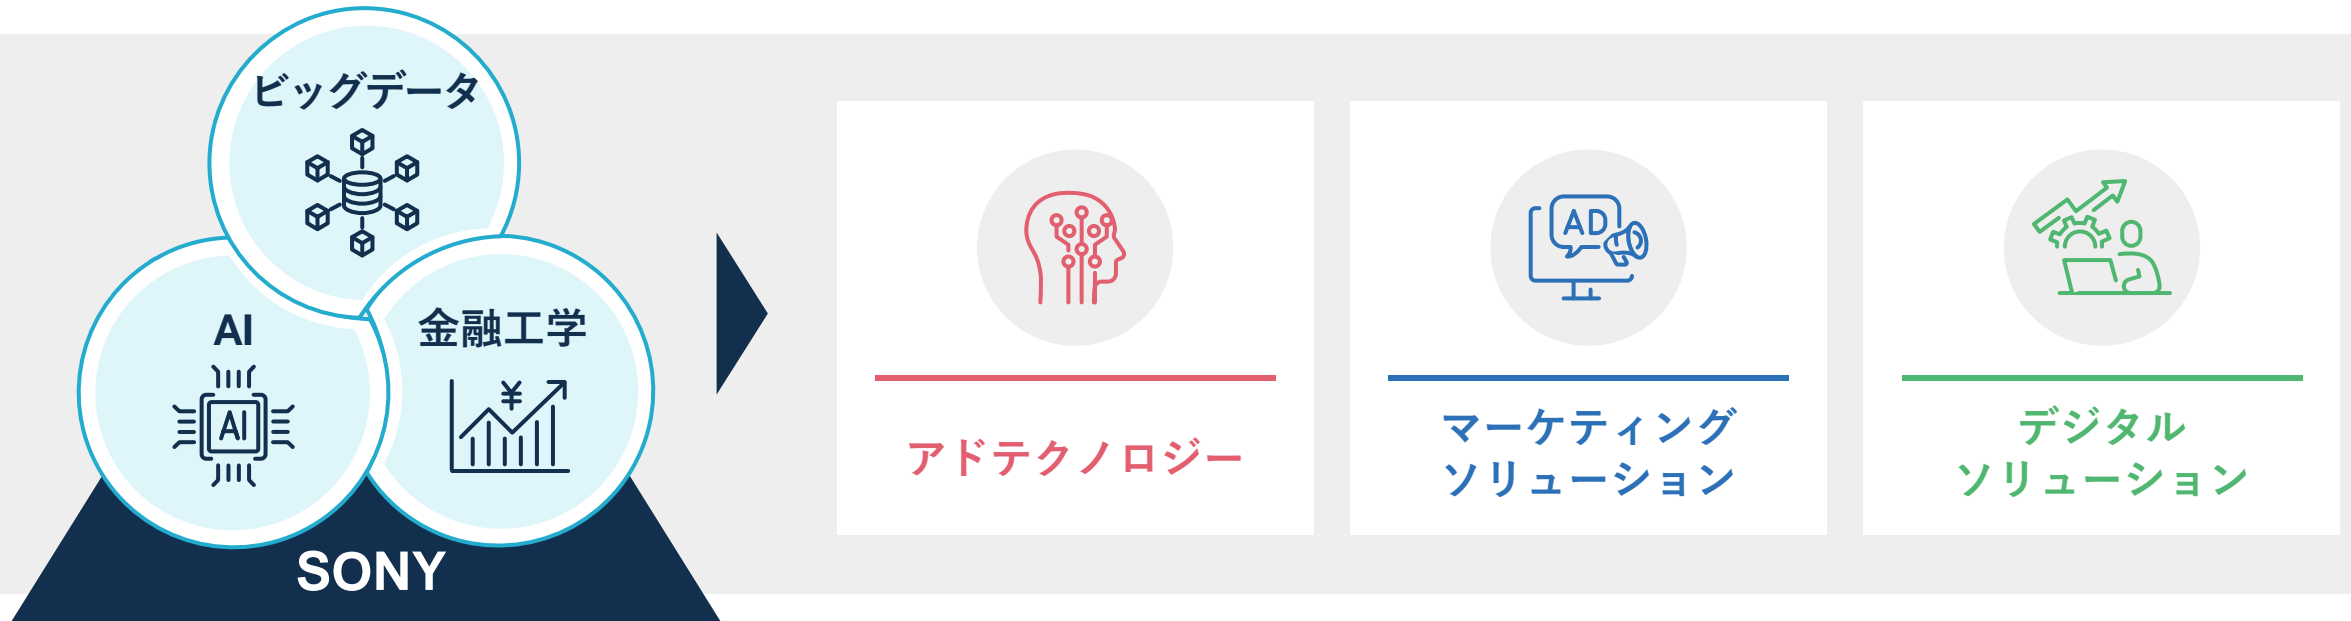 ビッグデータ
AI
AI
金融工学
¥
SONY
アドテクノロジー
AD
マーケティング
ソリューション
デジタル
ソリューション